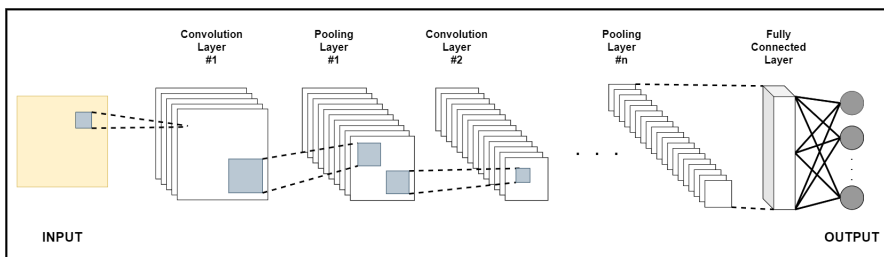 Convolution
Layer
#1
Pooling
Layer
#1
Convolution
Layer
#2
Pooling
Layer
#n
Fully
Connected
Layer
. . .
INPUT
OUTPUT